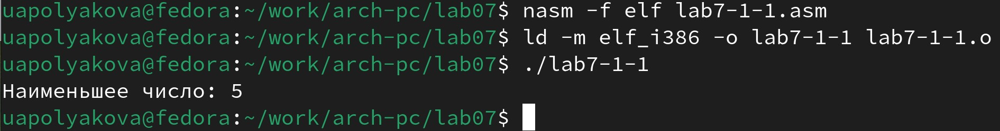 uapolyakova@fedora:~/work/arch-pc/lab07$ nasm -f elf lab7-1-1.asm
uapolyakova@fedora:~/work/arch-pc/lab07$ ld -m elf_i386 -o lab7-1-1 lab7-1-1.o
uapolyakova@fedora:~/work/arch-pc/lab07$ ./lab7-1-1
Наименьшее число: 5
uapolyakova@fedora:~/work/arch-pc/lab07$